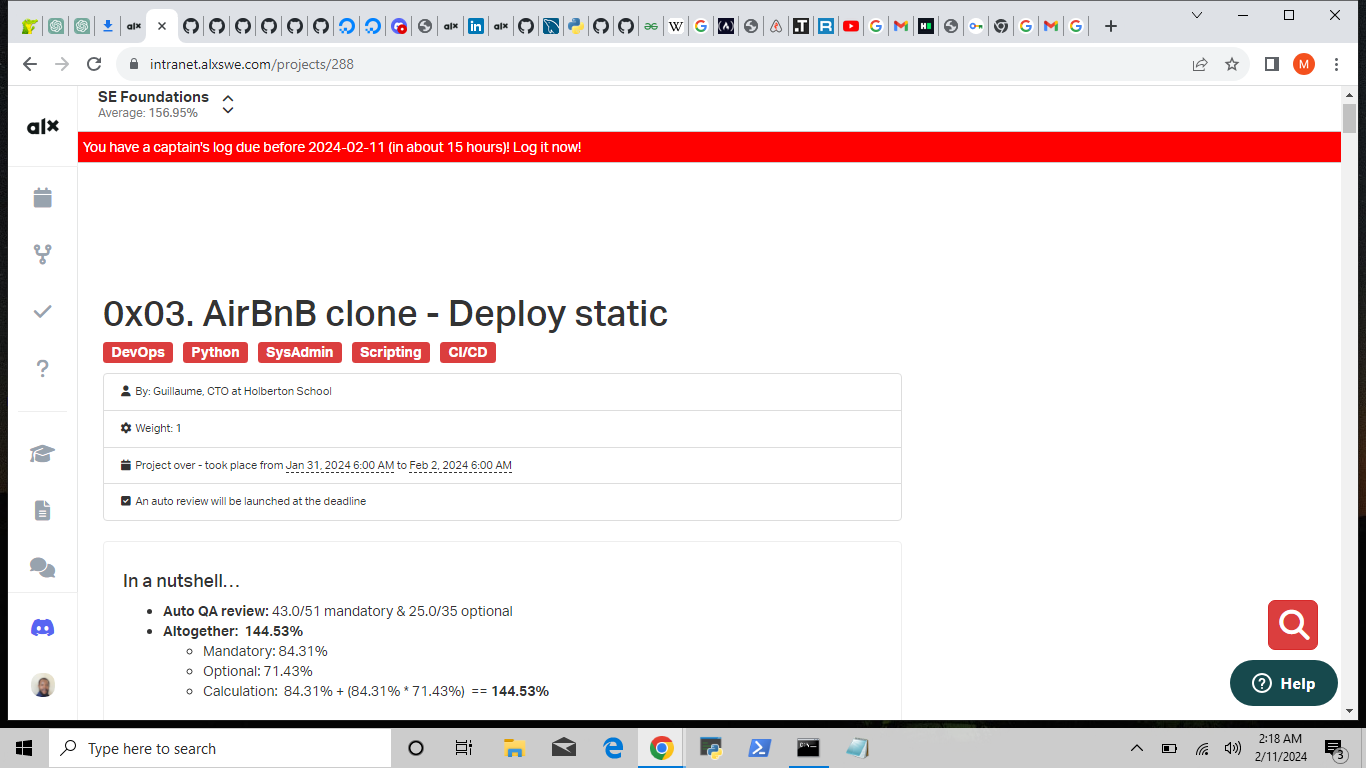 alx
alx
in
alx
W
G
A
.T
R
G
H
G
G
intranet.alxswe.com/projects/288
M
alx
SE Foundations
Average: 156.95%
You have a captain's log due before 2024-02-11 (in about 15 hours)! Log it now!
0x03. AirBnB clone - Deploy static
DevOps Python SysAdmin Scripting CI/CD
By: Guillaume, CTO at Holberton School
Weight: 1
Project over - took place from Jan 31, 2024 6:00 AM to Feb 2, 2024 6:00 AM
An auto review will be launched at the deadline
In a nutshell…
Auto QA review: 43.0/51 mandatory & 25.0/35 optional
Altogether: 144.53%
Mandatory: 84.31%
Optional: 71.43%
Calculation: 84.31% + (84.31% * 71.43%) == 144.53%
Help
Type here to search
2:18 AM
2/11/2024
3